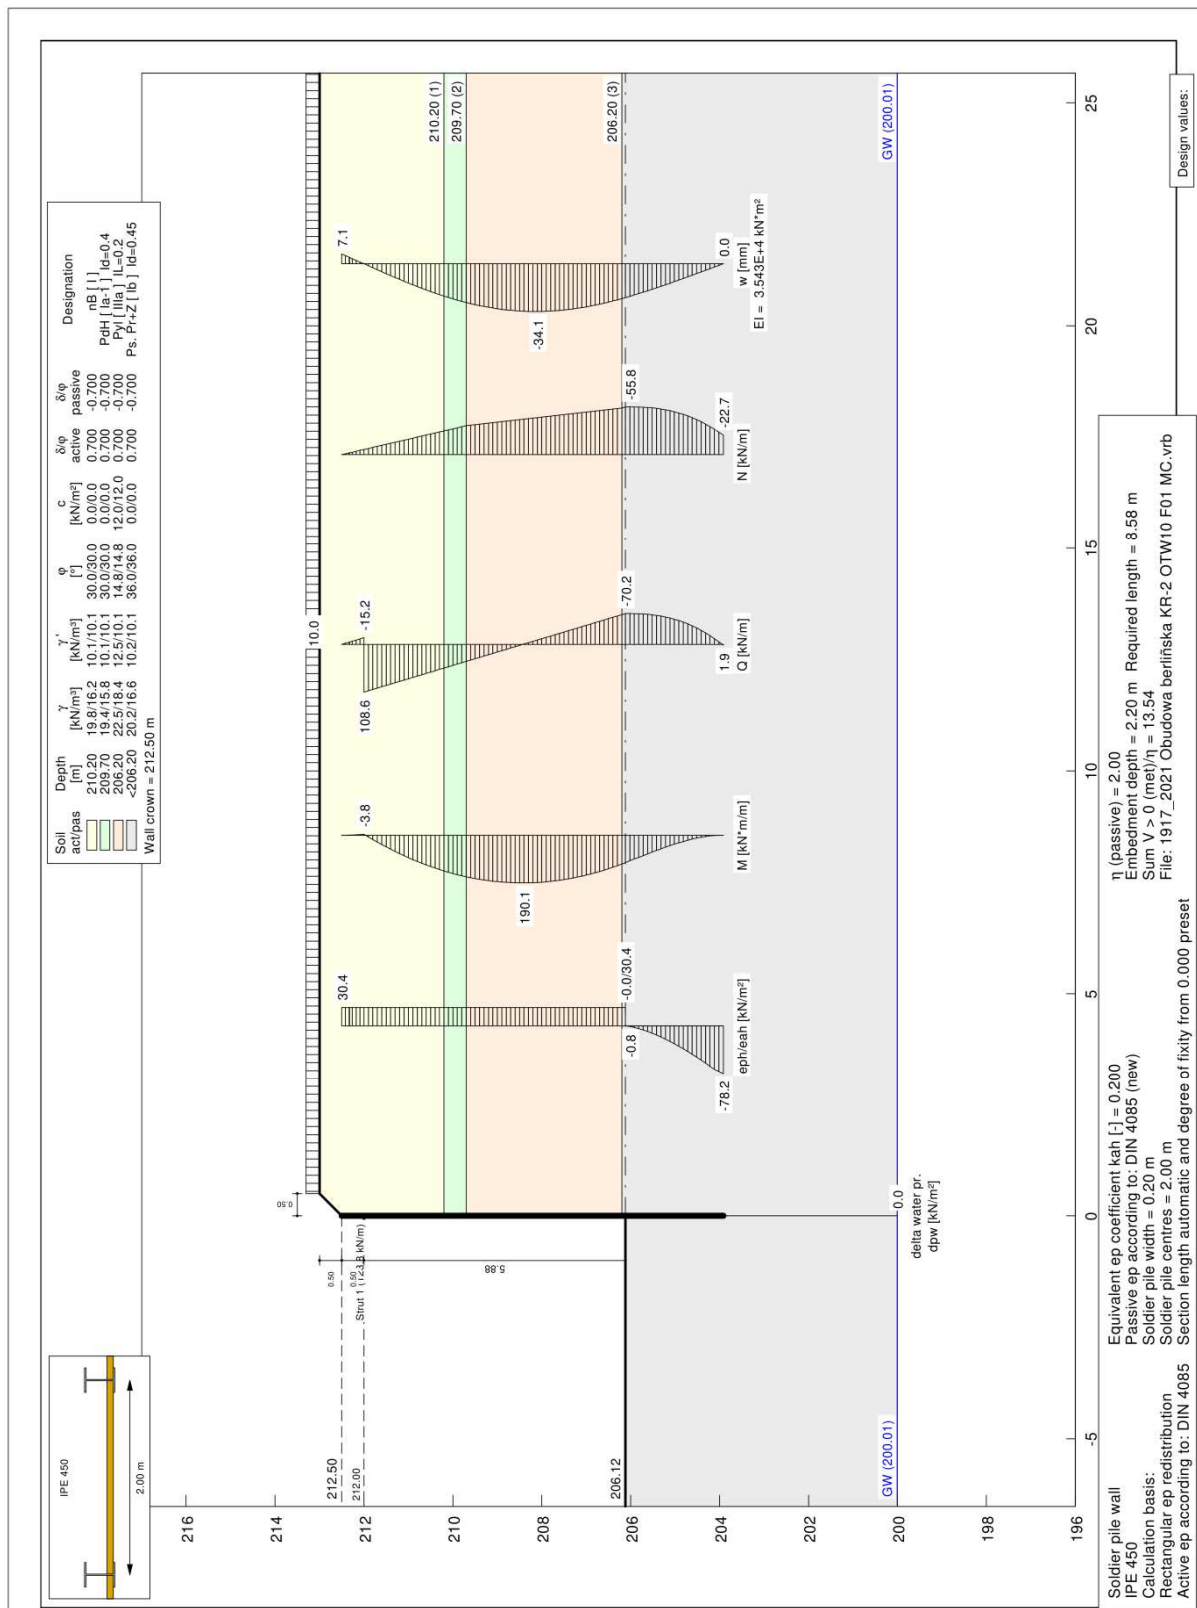 IPE 450
2.00 m
Soil act/pas Depth [m] γ [kN/m³] γ' [kN/m³] φ [°] c [kN/m²] δ/φ active δ/φ passive Designation
210.20 19.8/16.2 10.1/10.1 30.0/30.0 0.0/0.0 0.700 -0.700 nB [ I ]
209.70 19.4/15.8 10.1/10.1 30.0/30.0 0.0/0.0 0.700 -0.700 PdH [ Ia-1 ] Id=0.4
206.20 22.5/18.4 12.5/10.1 14.8/14.8 12.0/12.0 0.700 -0.700 Pyl [ IIIa ] IL=0.2
<206.20 20.2/16.6 10.2/10.1 36.0/36.0 0.0/0.0 0.700 -0.700 Ps. Pr+Z [ Ib ] Id=0.45
Wall crown = 212.50 m
216
214
212
210
208
206
204
202
200
198
196
212.50
212.00
206.12
GW (200.01)
0.50
0.50
0.50
Strut 1 (123.8 kN/m)
5.88
10.0
210.20 (1)
209.70 (2)
206.20 (3)
GW (200.01)
0.0
delta water pr.
dpw [kN/m²]
30.4
-0.0/30.4
-0.8
-78.2
eph/eah [kN/m²]
-3.8
190.1
M [kN*m/m]
-15.2
108.6
-70.2
1.9
Q [kN/m]
-55.8
-22.7
N [kN/m]
7.1
-34.1
0.0
w [mm]
EI = 3.543E+4 kN*m²
-5
0
5
10
15
20
25
Soldier pile wall
IPE 450
Calculation basis:
Rectangular ep redistribution
Active ep according to: DIN 4085
Equivalent ep coefficient kah [-] = 0.200
Passive ep according to: DIN 4085 (new)
Soldier pile width = 0.20 m
Soldier pile centres = 2.00 m
Section length automatic and degree of fixity from 0.000 preset
η (passive) = 2.00
Embedment depth = 2.20 m Required length = 8.58 m
Sum V > 0 (met)/η = 13.54
File: 1917_2021 Obudowa berlińska KR-2 OTW10 F01 MC.vrb
Design values: